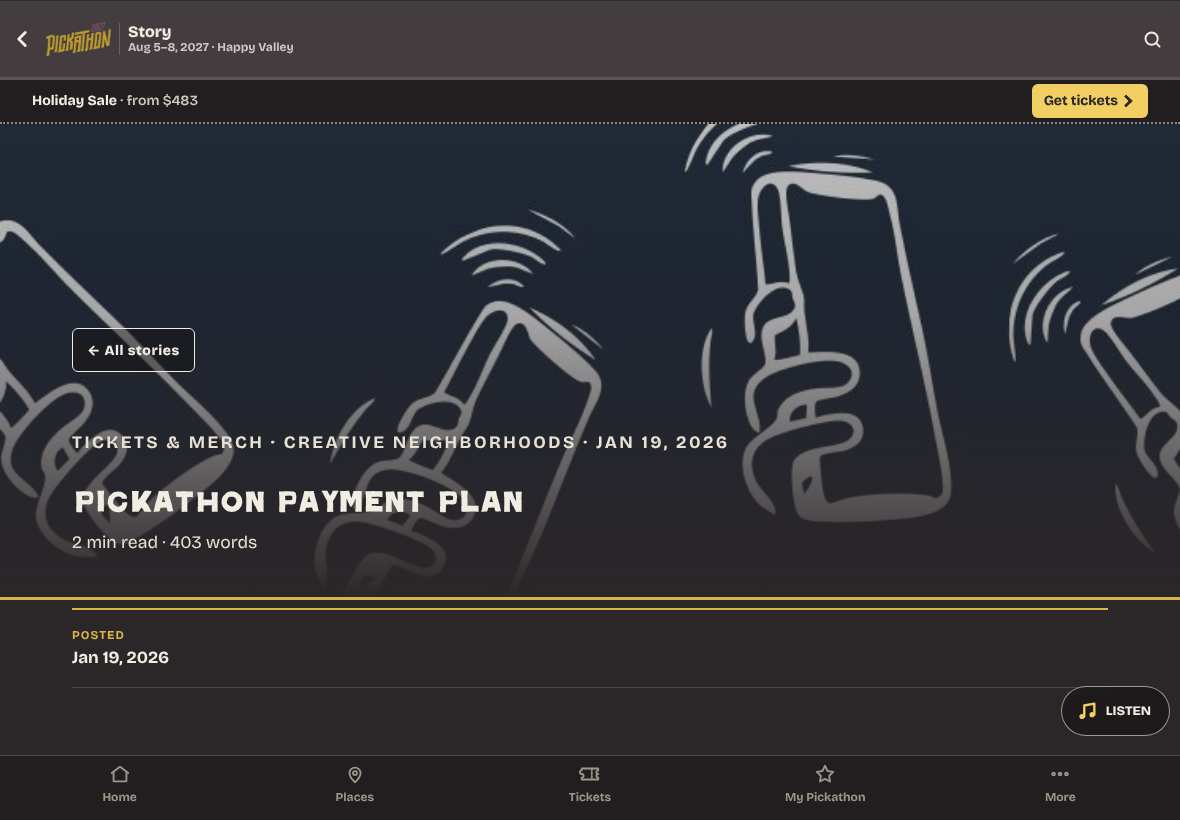 PICKATHON
Story
Aug 5–8, 2027 · Happy Valley
Holiday Sale · from $483
Get tickets
← All stories
TICKETS & MERCH · CREATIVE NEIGHBORHOODS · JAN 19, 2026
PICKATHON PAYMENT PLAN
2 min read · 403 words
POSTED
Jan 19, 2026
LISTEN
Home
Places
Tickets
My Pickathon
More